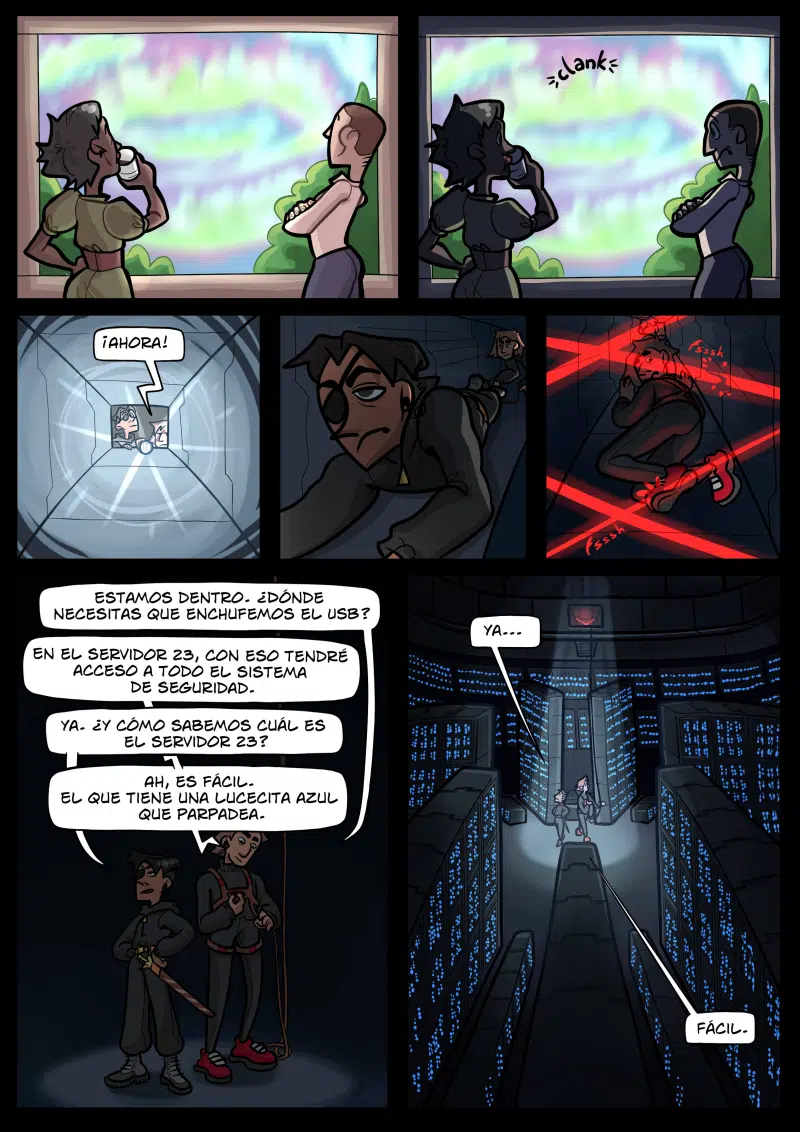 clank
¡AHORA!
Psssh
Psssh
ESTAMOS DENTRO. ¿DÓNDE
NECESITAS QUE ENCHUFEMOS EL USB?
EN EL SERVIDOR 23, CON ESO TENDRÉ
ACCESO A TODO EL SISTEMA
DE SEGURIDAD.
YA. ¿Y CÓMO SABEMOS CUÁL ES
EL SERVIDOR 23?
AH, ES FÁCIL.
EL QUE TIENE UNA LUCECITA AZUL
QUE PARPADEA.
YA...
FÁCIL.